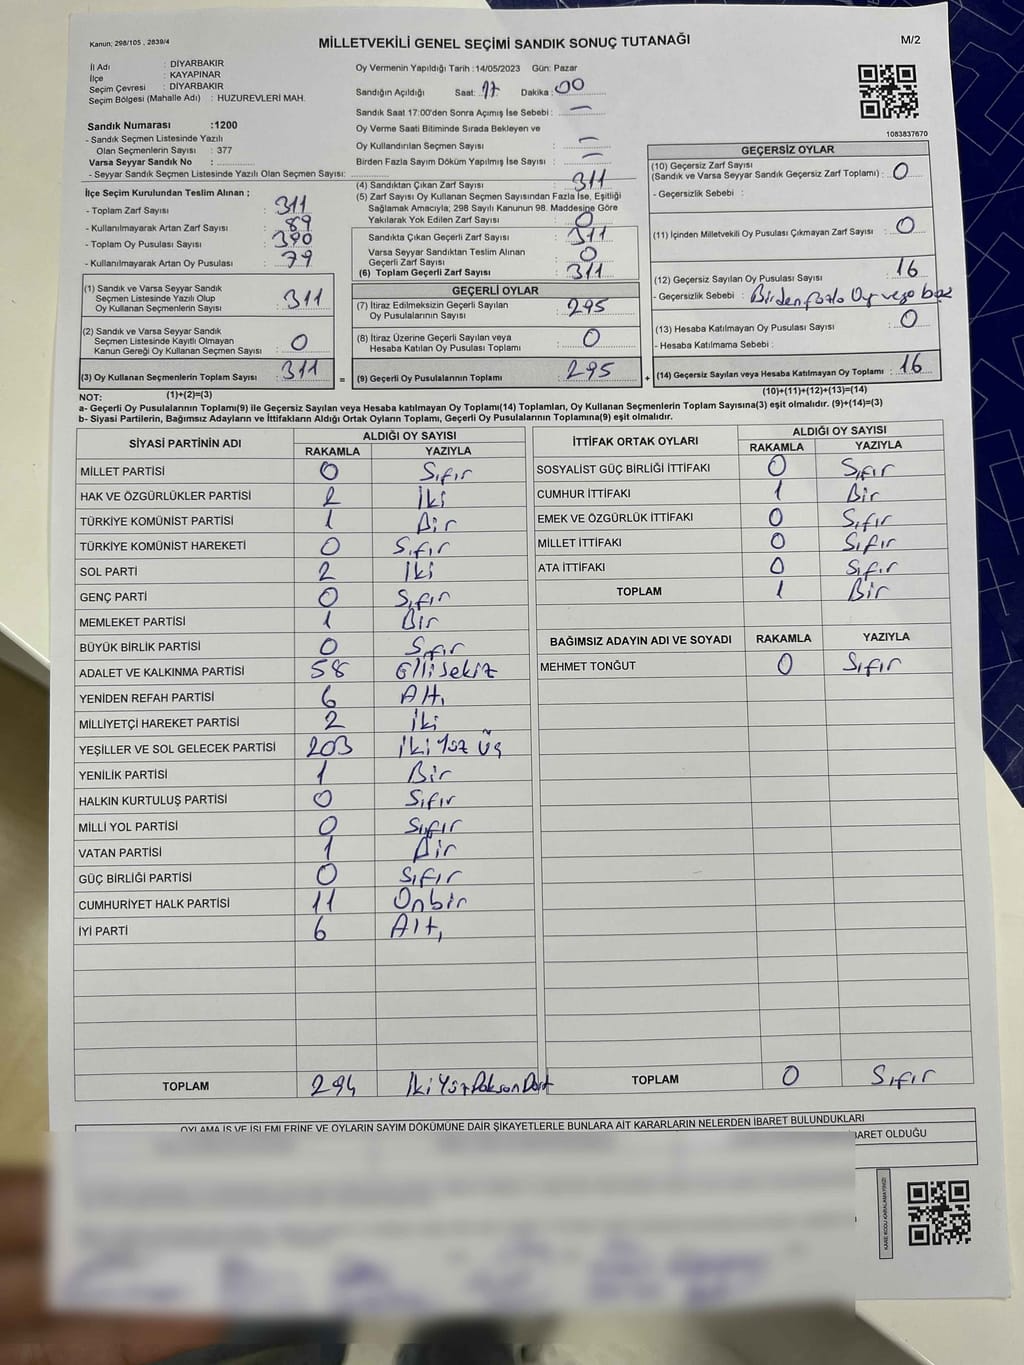 Kanun; 298/105 , 2839/4
MİLLETVEKİLİ GENEL SEÇİMİ SANDIK SONUÇ TUTANAĞI
M/2
İl Adı : DİYARBAKIR
İlçe : KAYAPINAR
Seçim Çevresi : DİYARBAKIR
Seçim Bölgesi (Mahalle Adı) : HUZUREVLERİ MAH.
Sandık Numarası :1200
- Sandık Seçmen Listesinde Yazılı
Olan Seçmenlerin Sayısı : 377
Varsa Seyyar Sandık No :
- Seyyar Sandık Seçmen Listesinde Yazılı Olan Seçmen Sayısı:
Oy Vermenin Yapıldığı Tarih :14/05/2023 Gün: Pazar
Sandığın Açıldığı Saat: 17 Dakika : 00
Sandık Saat 17:00'den Sonra Açımış İse Sebebi : —
Oy Verme Saati Bitiminde Sırada Bekleyen ve
Oy Kullandırılan Seçmen Sayısı : —
Birden Fazla Sayım Döküm Yapılmış İse Sayısı : —
1083837670
İlçe Seçim Kurulundan Teslim Alınan ;
- Toplam Zarf Sayısı : 311
- Kullanılmayarak Artan Zarf Sayısı : 89
- Toplam Oy Pusulası Sayısı : 390
- Kullanılmayarak Artan Oy Pusulası : 79
(4) Sandıktan Çıkan Zarf Sayısı : 311
(5) Zarf Sayısı Oy Kullanan Seçmen Sayısından Fazla İse, Eşitliği
Sağlamak Amacıyla; 298 Sayılı Kanunun 98. Maddesine Göre
Yakılarak Yok Edilen Zarf Sayısı : 0
Sandıkta Çıkan Geçerli Zarf Sayısı : 311
Varsa Seyyar Sandıktan Teslim Alınan
Geçerli Zarf Sayısı : 0
(6) Toplam Geçerli Zarf Sayısı : 311
GEÇERSİZ OYLAR
(10) Geçersiz Zarf Sayısı
(Sandık ve Varsa Seyyar Sandık Geçersiz Zarf Toplamı) : 0
- Geçersizlik Sebebi :
(11) İçinden Milletvekili Oy Pusulası Çıkmayan Zarf Sayısı : 0
(12) Geçersiz Sayılan Oy Pusulası Sayısı : 16
- Geçersizlik Sebebi : Birden fazla Oy veya boş
(13) Hesaba Katılmayan Oy Pusulası Sayısı : 0
- Hesaba Katılmama Sebebi :
(14) Geçersiz Sayılan veya Hesaba Katılmayan Oy Toplamı : 16
(10)+(11)+(12)+(13)=(14)
(1) Sandık ve Varsa Seyyar Sandık
Seçmen Listesinde Yazılı Olup
Oy Kullanan Seçmenlerin Sayısı : 311
(2) Sandık ve Varsa Seyyar Sandık
Seçmen Listesinde Kayıtlı Olmayan
Kanun Gereği Oy Kullanan Seçmen Sayısı : 0
(3) Oy Kullanan Seçmenlerin Toplam Sayısı : 311 =
(1)+(2)=(3)
GEÇERLİ OYLAR
(7) İtiraz Edilmeksizin Geçerli Sayılan
Oy Pusulalarının Sayısı : 295
(8) İtiraz Üzerine Geçerli Sayılan veya
Hesaba Katılan Oy Pusulası Toplamı : 0
(9) Geçerli Oy Pusulalarının Toplamı : 295 +
NOT:
a- Geçerli Oy Pusulasının Toplamı(9) ile Geçersiz Sayılan veya Hesaba katılmayan Oy Toplamı(14) Toplamları, Oy Kullanan Seçmenlerin Toplam Sayısına(3) eşit olmalıdır. (9)+(14)=(3)
b- Siyasi Partilerin, Bağımsız Adayların ve İttifakların Aldığı Ortak Oyların Toplamı, Geçerli Oy Pusulalarının Toplamına(9) eşit olmalıdır.
SİYASİ PARTİNİN ADI ALDIĞI OY SAYISI
RAKAMLA YAZIYLA
MİLLET PARTİSİ 0 Sıfır
HAK VE ÖZGÜRLÜKLER PARTİSİ 2 İki
TÜRKİYE KOMÜNİST PARTİSİ 1 Bir
TÜRKİYE KOMÜNİST HAREKETİ 0 Sıfır
SOL PARTİ 2 İki
GENÇ PARTİ 0 Sıfır
MEMLEKET PARTİSİ 1 Bir
BÜYÜK BİRLİK PARTİSİ 0 Sıfır
ADALET VE KALKINMA PARTİSİ 58 Elli sekiz
YENİDEN REFAH PARTİSİ 6 Altı
MİLLİYETÇİ HAREKET PARTİSİ 2 İki
YEŞİLLER VE SOL GELECEK PARTİSİ 203 İki Yüz Üç
YENİLİK PARTİSİ 1 Bir
HALKIN KURTULUŞ PARTİSİ 0 Sıfır
MİLLİ YOL PARTİSİ 0 Sıfır
VATAN PARTİSİ 1 Bir
GÜÇ BİRLİĞİ PARTİSİ 0 Sıfır
CUMHURİYET HALK PARTİSİ 11 Onbir
İYİ PARTİ 6 Altı
TOPLAM 294 İki Yüz Doksan Dört
İTTİFAK ORTAK OYLARI ALDIĞI OY SAYISI
RAKAMLA YAZIYLA
SOSYALİST GÜÇ BİRLİĞİ İTTİFAKI 0 Sıfır
CUMHUR İTTİFAKI 1 Bir
EMEK VE ÖZGÜRLÜK İTTİFAKI 0 Sıfır
MİLLET İTTİFAKI 0 Sıfır
ATA İTTİFAKI 0 Sıfır
TOPLAM 1 Bir
BAĞIMSIZ ADAYIN ADI VE SOYADI RAKAMLA YAZIYLA
MEHMET TONĞUT 0 Sıfır
TOPLAM 0 Sıfır
OYLAMA İŞ VE İŞLEMLERİNE VE OYLARIN SAYIM DÖKÜMÜNE DAİR ŞİKAYETLERLE BUNLARA AİT KARARLARIN NELERDEN İBARET BULUNDUKLARI
BARET OLDUĞU
KARE KODU KARALAMAYINIZ!